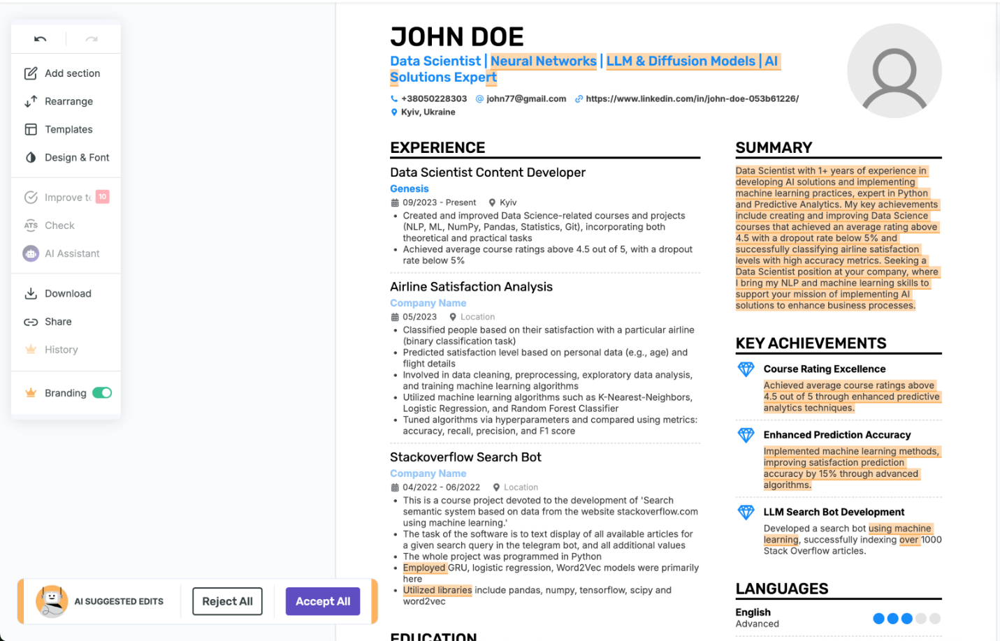 Add section
Rearrange
Templates
Design & Font
Improve te
10
ATS
Check
AI Assistant
Download
Share
History
Branding
AI SUGGESTED EDITS
Reject All
Accept All
JOHN DOE
Data Scientist | Neural Networks | LLM & Diffusion Models | AI
Solutions Expert
+38050228303 @ john77@gmail.com https://www.linkedin.com/in/john-doe-053b61226/
Kyiv, Ukraine
EXPERIENCE
Data Scientist Content Developer
Genesis
09/2023 - Present Kyiv
• Created and improved Data Science-related courses and projects
(NLP, ML, NumPy, Pandas, Statistics, Git), incorporating both
theoretical and practical tasks
• Achieved average course ratings above 4.5 out of 5, with a dropout
rate below 5%
Airline Satisfaction Analysis
Company Name
05/2023 Location
• Classified people based on their satisfaction with a particular airline
(binary classification task)
• Predicted satisfaction level based on personal data (e.g., age) and
flight details
• Involved in data cleaning, preprocessing, exploratory data analysis,
and training machine learning algorithms
• Utilized machine learning algorithms such as K-Nearest-Neighbors,
Logistic Regression, and Random Forest Classifier
• Tuned algorithms via hyperparameters and compared using metrics:
accuracy, recall, precision, and F1 score
Stackoverflow Search Bot
Company Name
04/2022 - 06/2022 Location
• This is a course project devoted to the development of 'Search
semantic system based on data from the website stackoverflow.com
using machine learning.'
• The task of the software is to text display of all available articles for
a given search query in the telegram bot, and all additional values
• The whole project was programmed in Python
• Employed GRU, logistic regression, Word2Vec models were primarily
here
• Utilized libraries include pandas, numpy, tensorflow, scipy and
word2vec
EDUCATION
SUMMARY
Data Scientist with 1+ years of experience in
developing AI solutions and implementing
machine learning practices, expert in Python
and Predictive Analytics. My key achievements
include creating and improving Data Science
courses that achieved an average rating above
4.5 with a dropout rate below 5% and
successfully classifying airline satisfaction
levels with high accuracy metrics. Seeking a
Data Scientist position at your company, where
I bring my NLP and machine learning skills to
support your mission of implementing AI
solutions to enhance business processes.
KEY ACHIEVEMENTS
Course Rating Excellence
Achieved average course ratings above
4.5 out of 5 through enhanced predictive
analytics techniques.
Enhanced Prediction Accuracy
Implemented machine learning methods,
improving satisfaction prediction
accuracy by 15% through advanced
algorithms.
LLM Search Bot Development
Developed a search bot using machine
learning, successfully indexing over 1000
Stack Overflow articles.
LANGUAGES
English
Advanced